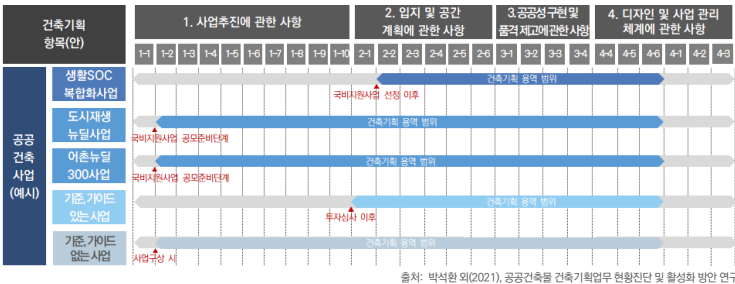 건축기획
항목(안)
1. 사업추진에 관한 사항
2. 입지 및 공간
계획에 관한 사항
3. 공공성 구현 및
품격 제고에 관한 사항
4. 디자인 및 사업 관리
체계에 관한 사항
1-1 1-2 1-3 1-4 1-5 1-6 1-7 1-8 1-9 1-10 2-1 2-2 2-3 2-4 2-5 2-6 3-1 3-2 3-3 3-4 4-5 4-6 4-1 4-2 4-3
공공
건축
사업
(예시)
생활SOC
복합화사업
건축기획 용역 범위
국비지원사업 선정 이후
도시재생
뉴딜사업
건축기획 용역 범위
국비지원사업 공모준비단계
어촌뉴딜
300사업
건축기획 용역 범위
국비지원사업 공모준비단계
기준, 가이드
있는 사업
건축기획 용역 범위
투자심사 이후
기준, 가이드
없는 사업
건축기획 용역 범위
사업구상 시
출처: 박석환 외(2021), 공공건축물 건축기획업무 현황진단 및 활성화 방안 연구